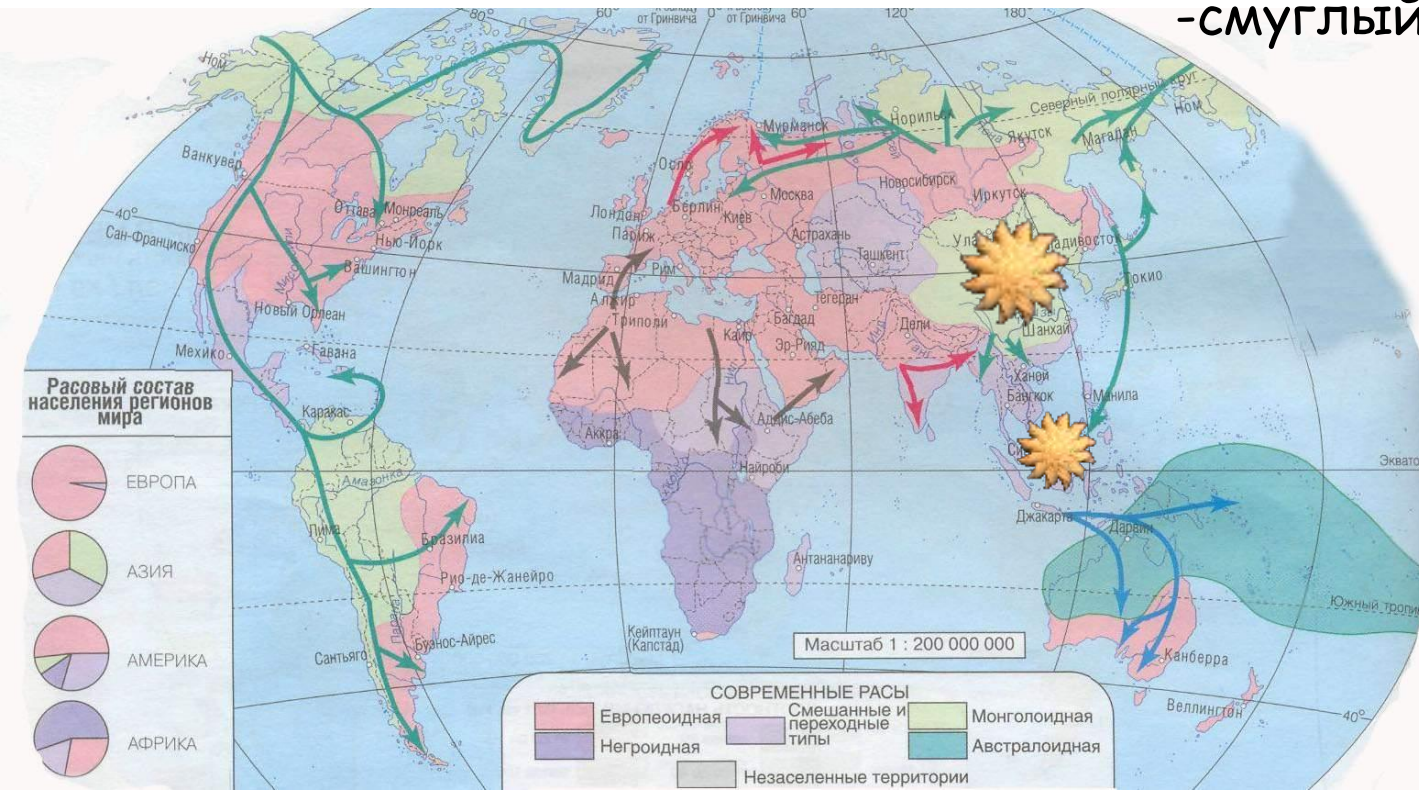 -смуглый
80°
60°
от Гринвича
0°
от Гринвича
60°
120°
180°
Ном
Северный полярный круг
Ном
Мурманск
Норильск
Якутск
Магадан
Ванкувер
Осло
Новосибирск
Иркутск
Москва
Берлин
Лондон
Киев
Оттава
Монреаль
40°
Сан-Франциско
Нью-Йорк
Париж
Астрахань
Ула
Владивосток
Ташкент
Вашингтон
Мадрид
Рим
Токио
Алжир
Тегеран
Новый Орлеан
Триполи
Багдад
Дели
Шанхай
Каир
Эр-Рияд
Мехико
Гавана
Ханой
Бангкок
Манила
Расовый состав
населения регионов
мира
Каракас
Аккра
Аддис-Абеба
Си
Экватор
Найроби
ЕВРОПА
Амазонка
Джакарта
Дарвин
Лима
Бразилиа
АЗИЯ
Антананариву
Рио-де-Жанейро
Южный тропик
Парана
Кейптаун
(Капстад)
Масштаб 1 : 200 000 000
Буэнос-Айрес
Сантьяго
Канберра
АМЕРИКА
Веллингтон
40°
АФРИКА
СОВРЕМЕННЫЕ РАСЫ
Европеоидная
Негроидная
Смешанные и
переходные
типы
Монголоидная
Австралоидная
Незаселенные территории